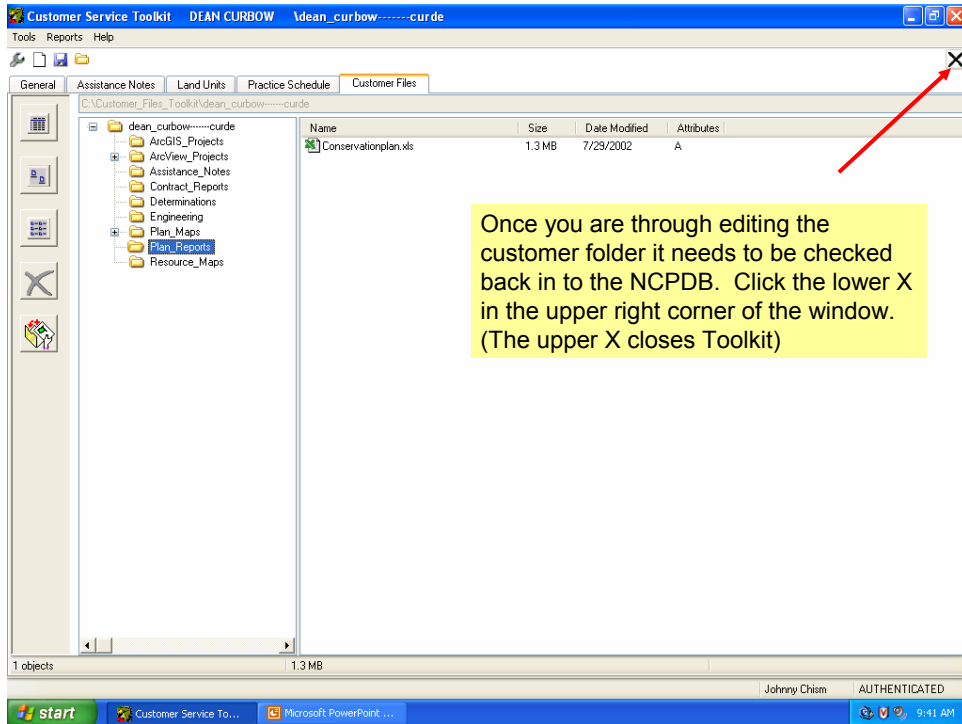 Customer Service Toolkit DEAN CURBOW \dean_curbow-------curde
Tools Reports Help
General Assistance Notes Land Units Practice Schedule Customer Files
C:\Customer_Files_Toolkit\dean_curbow------curde
dean_curbow------curde
ArcGIS_Projects
ArcView_Projects
Assistance_Notes
Contract_Reports
Determinations
Engineering
Plan_Maps
Plan_Reports
Resource_Maps
Name Size Date Modified Attributes
Conservationplan.xls 1.3 MB 7/29/2002 A
Once you are through editing the
customer folder it needs to be checked
back in to the NCPDB. Click the lower X
in the upper right corner of the window.
(The upper X closes Toolkit)
1 objects 1.3 MB
Johnny Chism AUTHENTICATED
start Customer Service To... Microsoft PowerPoint ... 9:41 AM